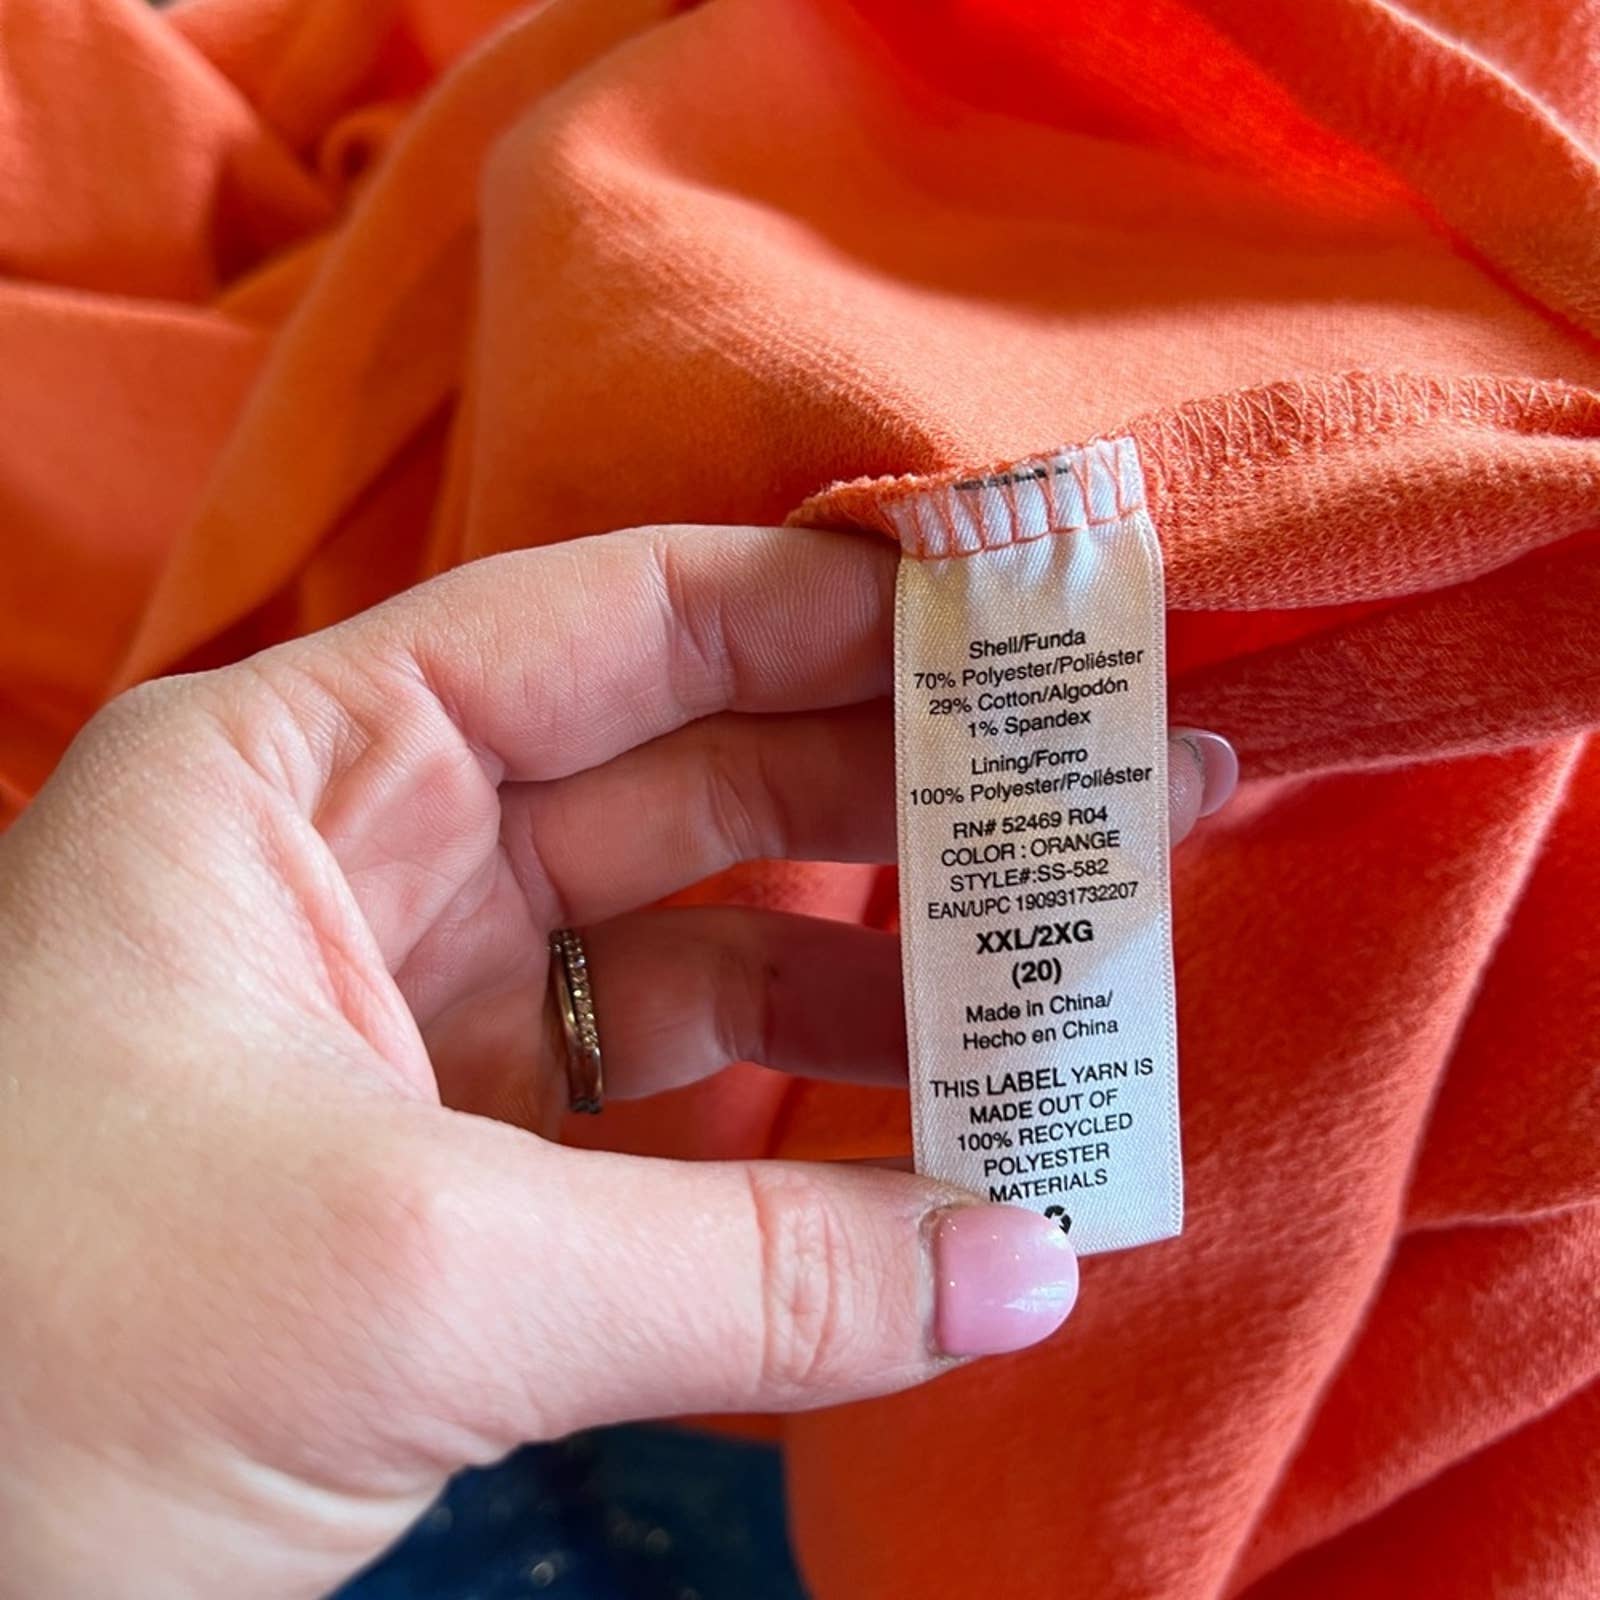 Shell/Funda
70% Polyester/Poliéster
29% Cotton/Algodón
1% Spandex
Lining/Forro
100% Polyester/Poliéster
RN# 52469 R04
COLOR : ORANGE
STYLE#:SS-582
EAN/UPC 190931732207
XXL/2XG
(20)
Made in China/
Hecho en China
THIS LABEL YARN IS
MADE OUT OF
100% RECYCLED
POLYESTER
MATERIALS